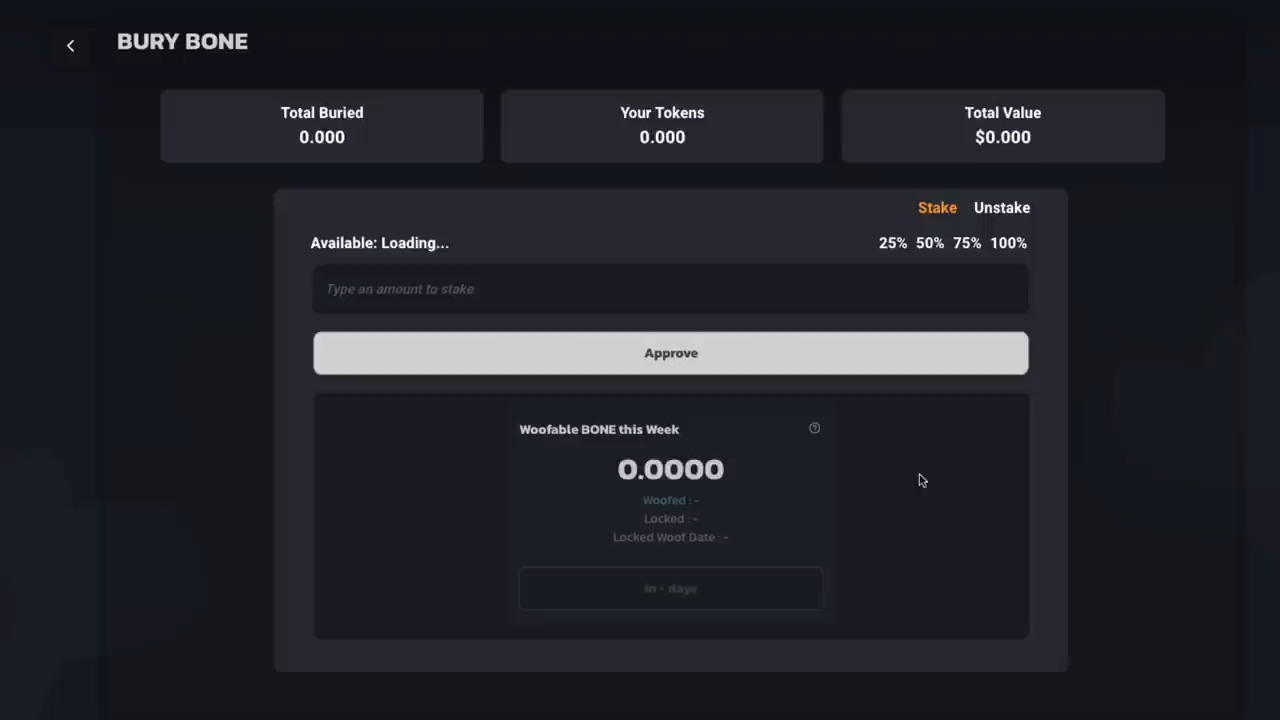 BURY BONE
Total Buried
0.000
Your Tokens
0.000
Total Value
$0.000
Stake Unstake
Available: Loading... 25% 50% 75% 100%
Type an amount to stake
Approve
Woofable BONE this Week
0.0000
Woofed : -
Locked : -
Locked Woof Date : -
in - days